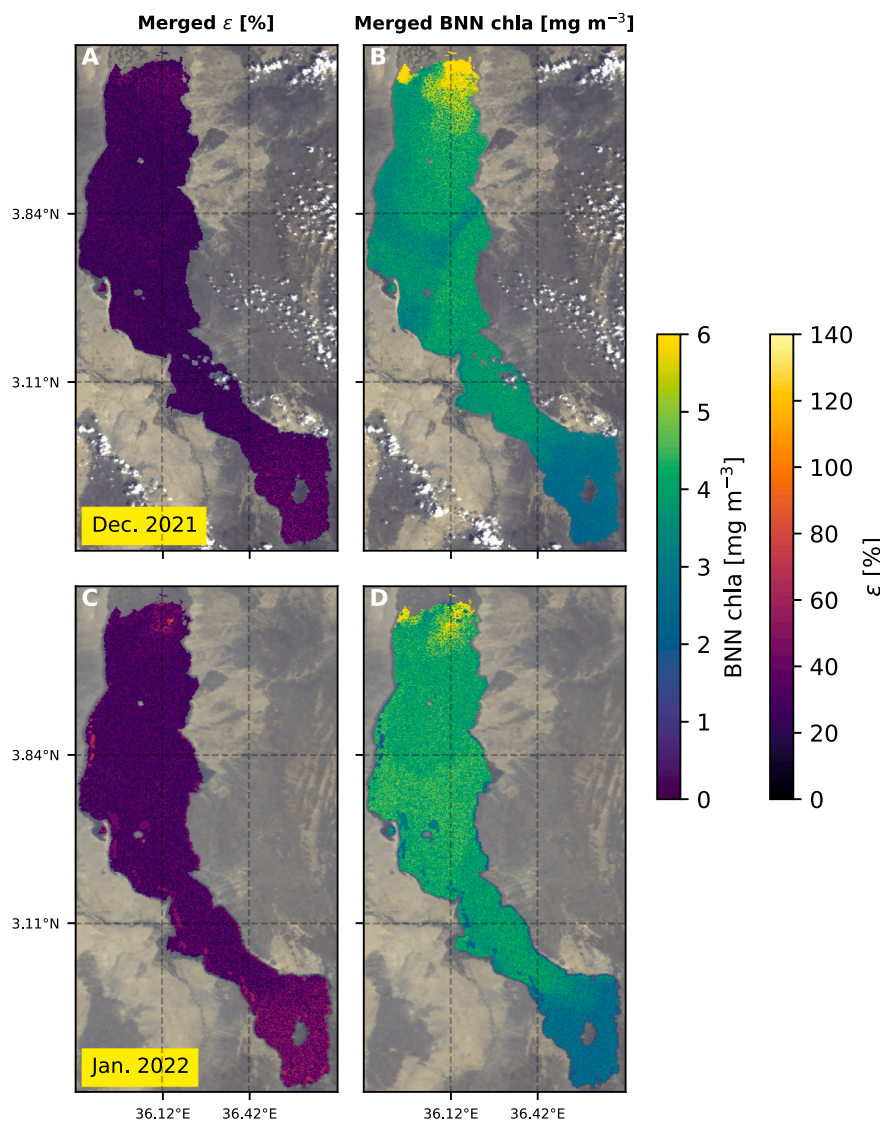 Merged ε [%]
Merged BNN chla [mg m⁻³]
A
B
3.84°N
3.11°N
Dec. 2021
C
D
3.84°N
3.11°N
Jan. 2022
36.12°E
36.42°E
36.12°E
36.42°E
6
5
4
3
2
1
0
BNN chla [mg m⁻³]
140
120
100
80
60
40
20
0
ε [%]